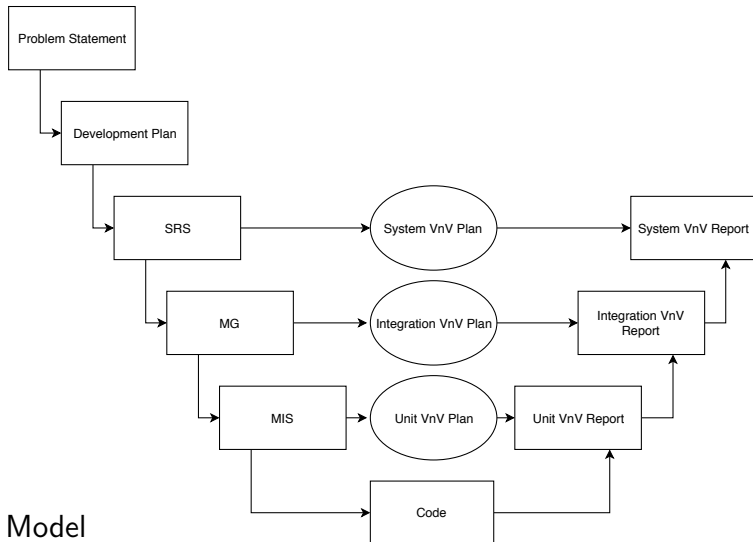 Problem Statement
Development Plan
SRS
System VnV Plan
System VnV Report
MG
Integration VnV Plan
Integration VnV
Report
MIS
Unit VnV Plan
Unit VnV Report
Code
Model